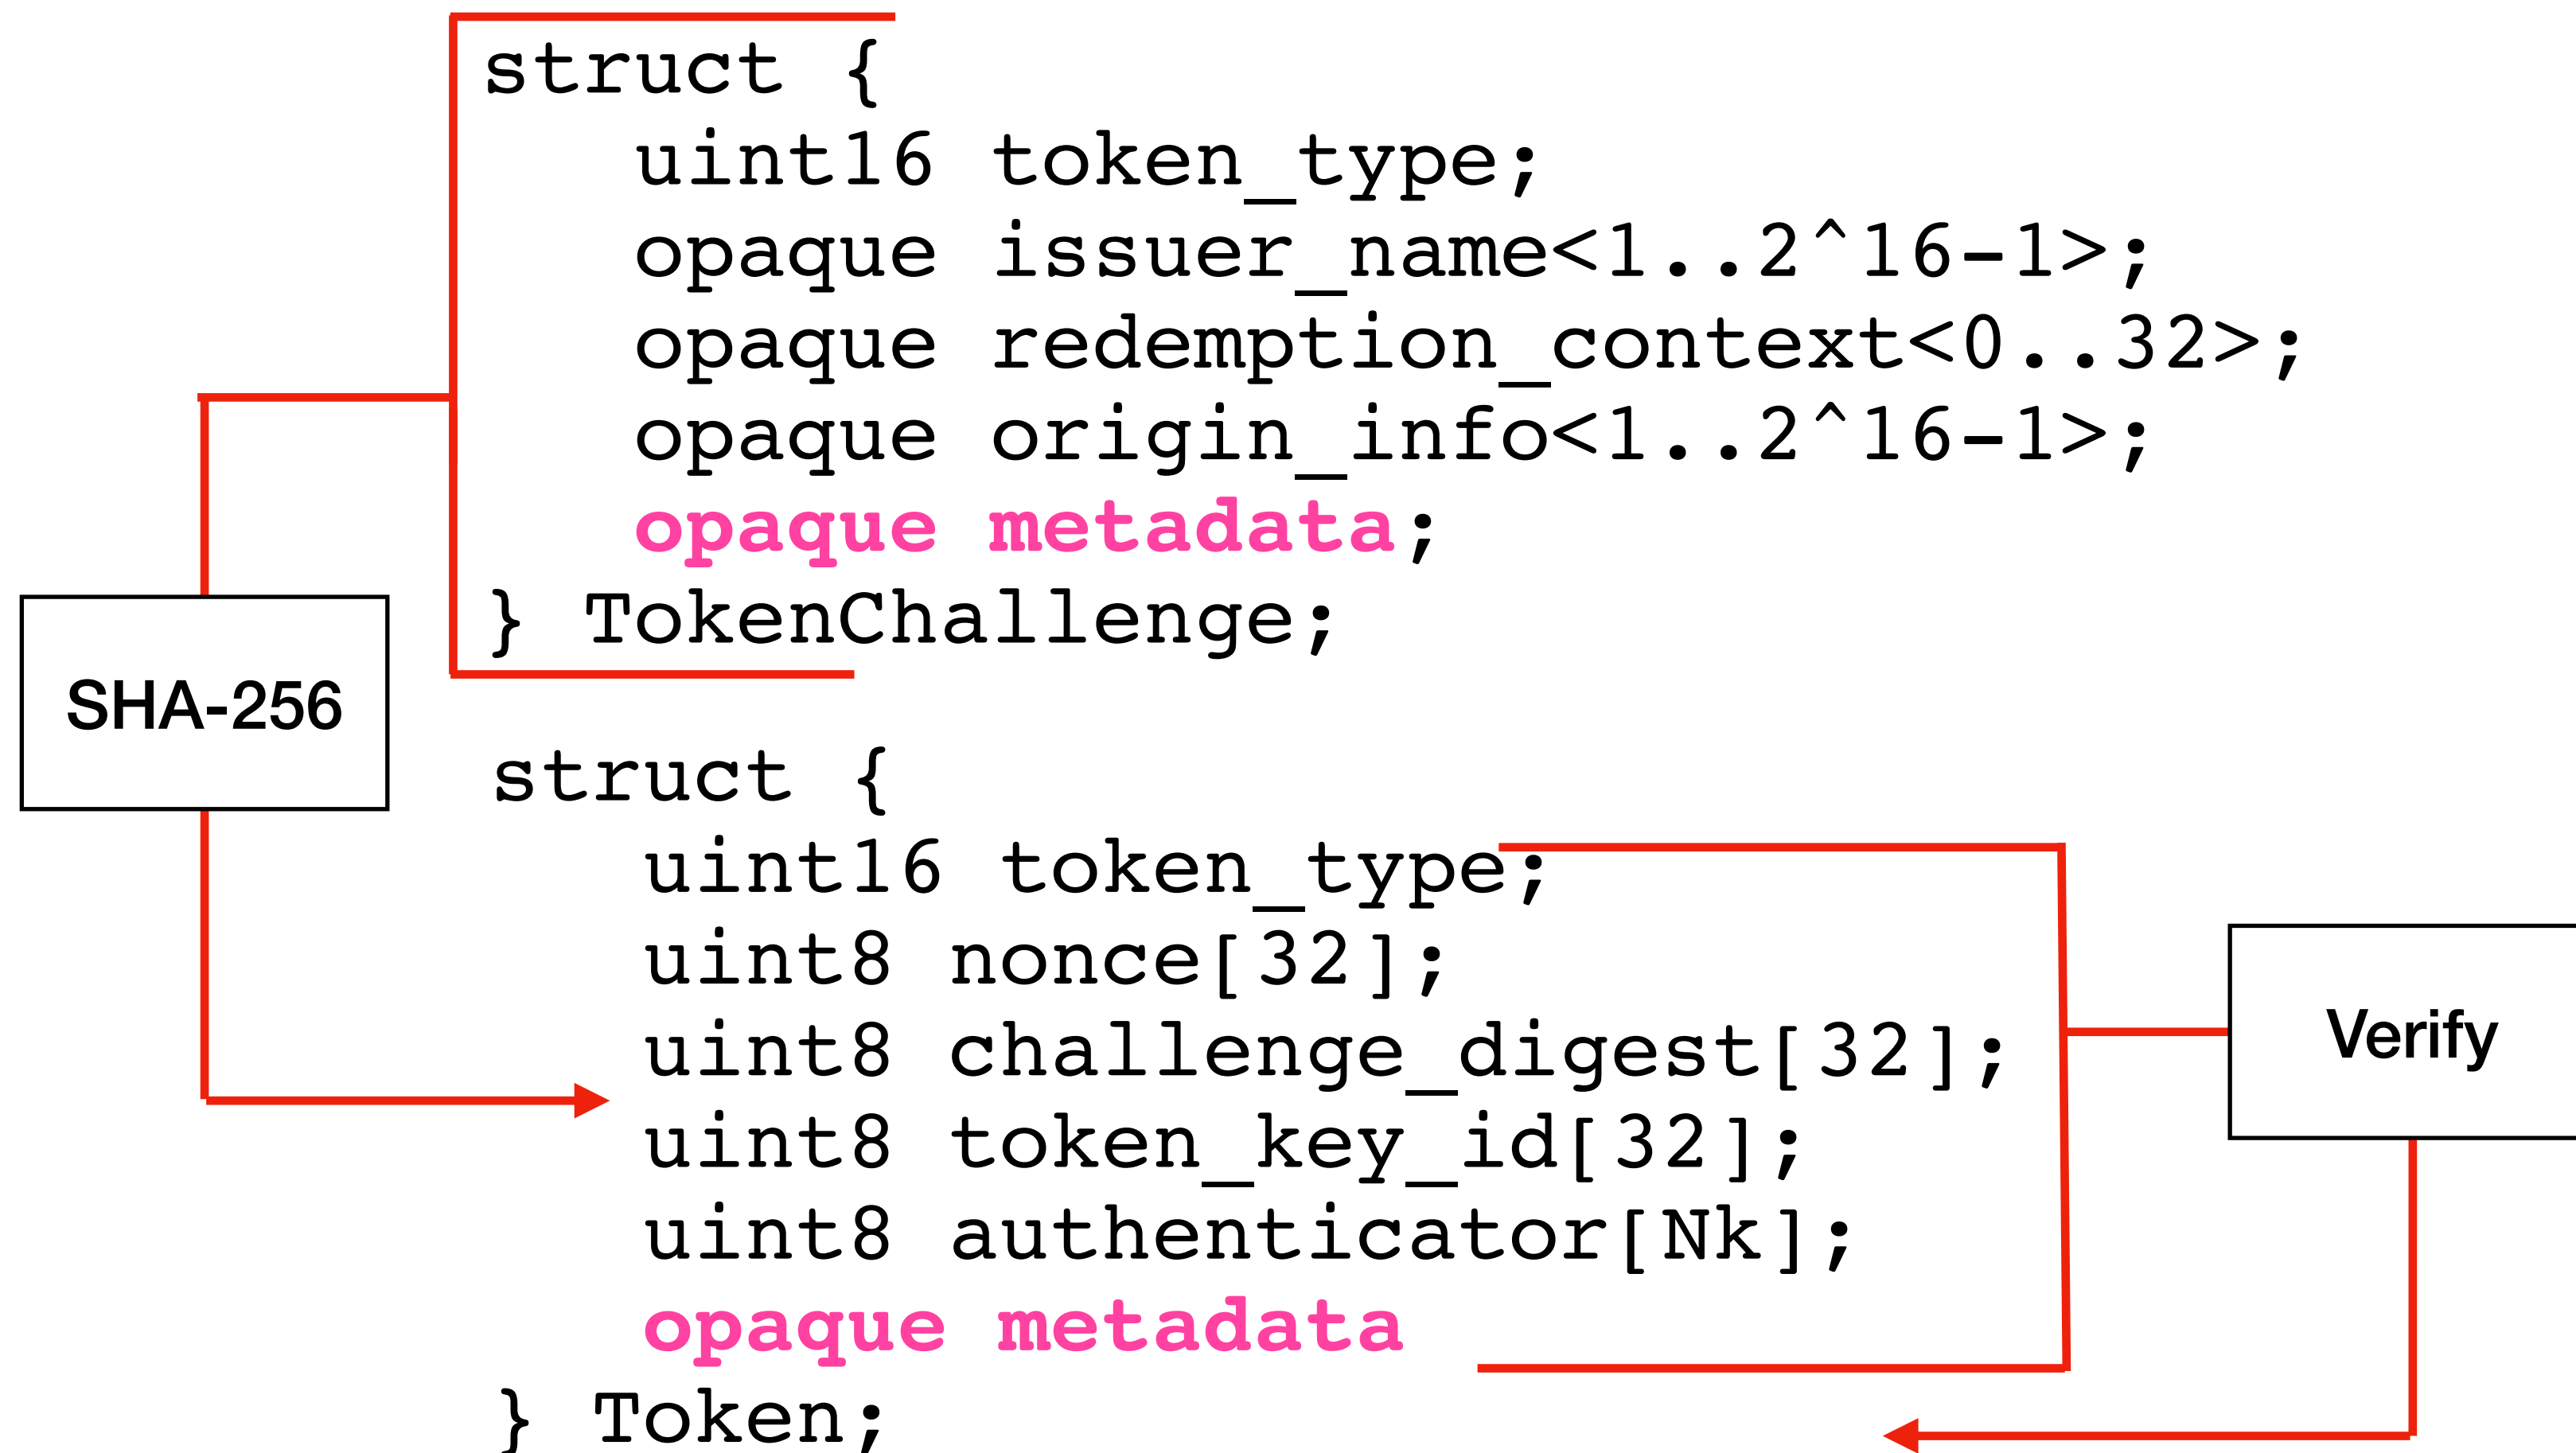 struct {
uint16 token_type;
opaque issuer_name<1..2^16-1>;
opaque redemption_context<0..32>;
opaque origin_info<1..2^16-1>;
opaque metadata;
} TokenChallenge;
SHA-256
struct {
uint16 token_type;
uint8 nonce[32];
uint8 challenge_digest[32];
uint8 token_key_id[32];
uint8 authenticator[Nk];
opaque metadata
} Token;
Verify